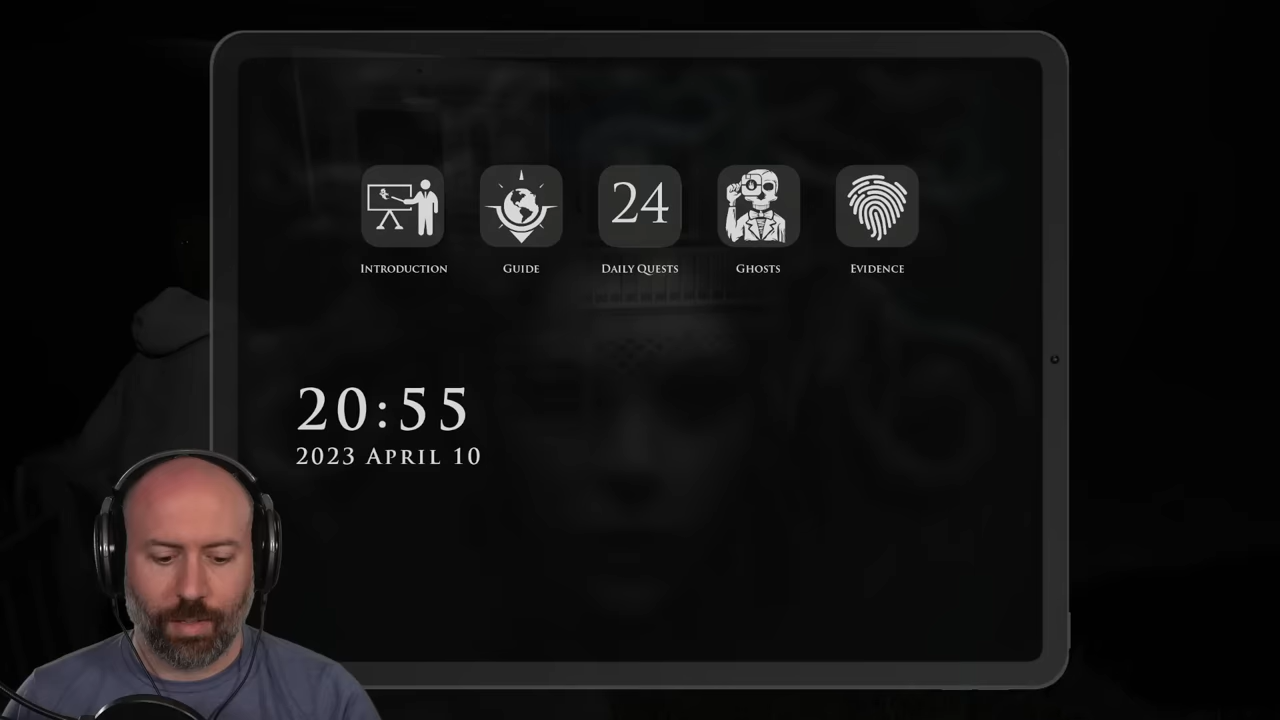 24
INTRODUCTION
GUIDE
DAILY QUESTS
GHOSTS
EVIDENCE
20:55
2023 APRIL 10